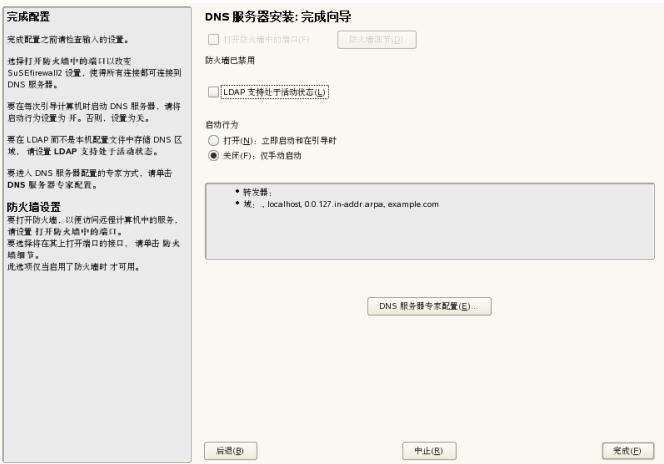 完成配置
完成配置之前请检查输入的设置。
选择打开防火墙中的端口以改变
SuSEfirewall2 设置，使得所有连接都可连接到
DNS 服务器。
要在每次引导计算机时启动 DNS 服务器，请将
启动行为设置为 开。否则，设置为关。
要在 LDAP 而不是本机配置文件中存储 DNS 区
域， 请设置 LDAP 支持处于活动状态。
要进入 DNS 服务器配置的专家方式，请单击
DNS 服务器专家配置。
防火墙设置
要打开防火墙，以便访问远程计算机中的服务，
请设置 打开防火墙中的端口。
要选择将在其上打开端口的接口， 请单击 防火
墙细节。
此选项仅当启用了防火墙时 才可用。
DNS 服务器安装: 完成向导
打开防火墙中的端口(F) 防火墙细节(D)...
防火墙已禁用
LDAP 支持处于活动状态(L)
启动行为
打开(N)：立即启动和在引导时
关闭(F)：仅手动启动
• 转发器：
• 域： ., localhost, 0.0.127.in-addr.arpa, example.com
DNS 服务器专家配置(E)...
后退(B) 中止(R) 完成(F)